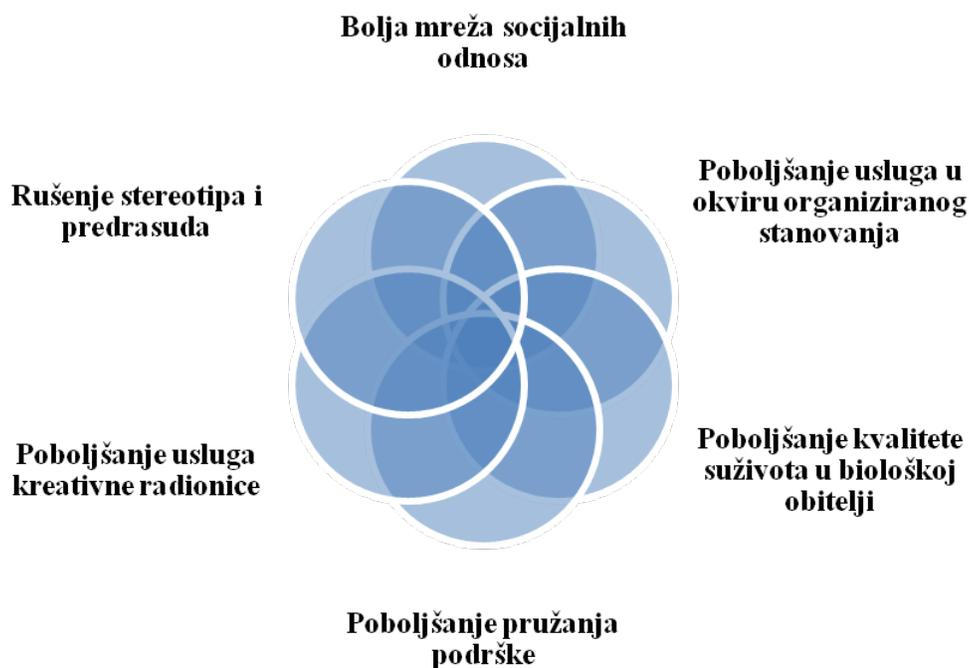 Bolja mreža socijalnih
odnosa
Poboljšanje usluga u
okviru organiziranog
stanovanja
Poboljšanje kvalitete
suživota u biološkoj
obitelji
Poboljšanje pružanja
podrške
Poboljšanje usluga
kreativne radionice
Rušenje stereotipa i
predrasuda